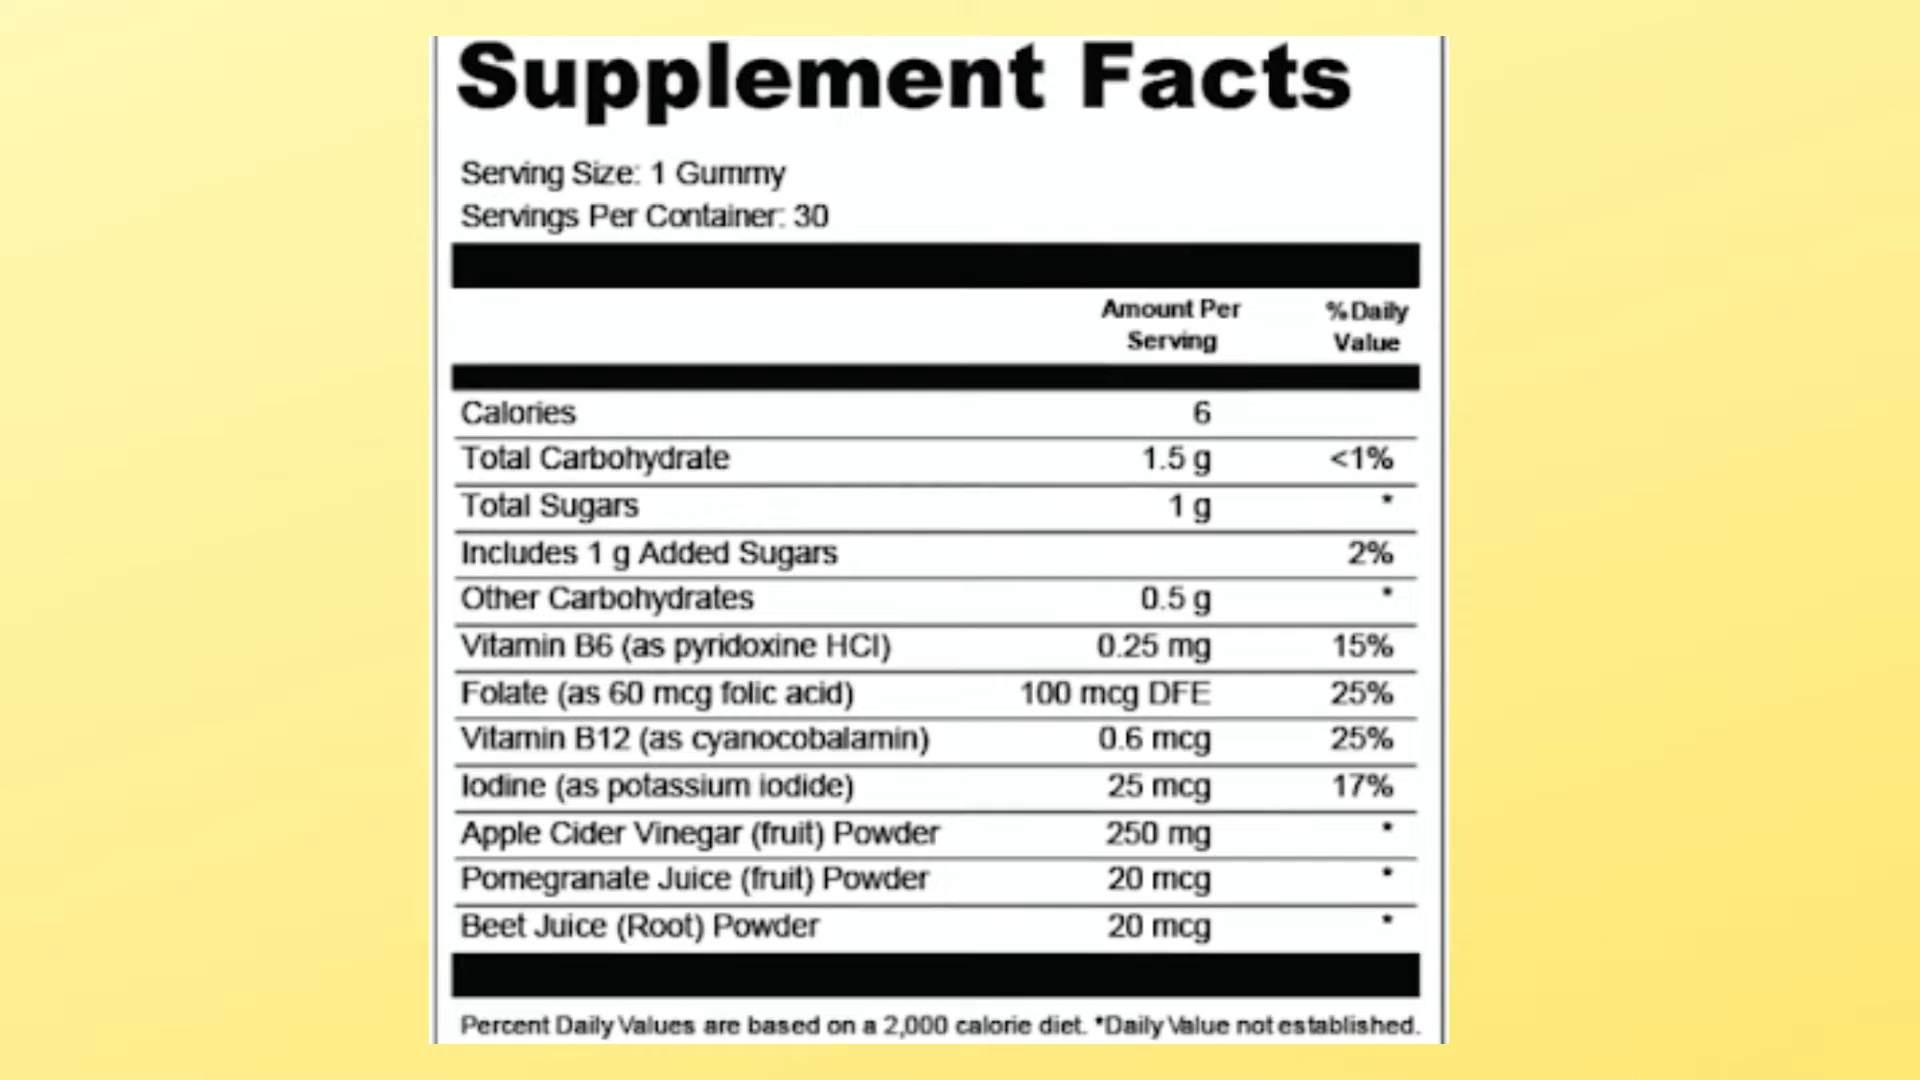 Supplement Facts
Serving Size: 1 Gummy
Servings Per Container: 30
Amount Per Serving % Daily Value
Calories 6
Total Carbohydrate 1.5 g <1%
Total Sugars 1 g *
Includes 1 g Added Sugars 2%
Other Carbohydrates 0.5 g *
Vitamin B6 (as pyridoxine HCl) 0.25 mg 15%
Folate (as 60 mcg folic acid) 100 mcg DFE 25%
Vitamin B12 (as cyanocobalamin) 0.6 mcg 25%
Iodine (as potassium iodide) 25 mcg 17%
Apple Cider Vinegar (fruit) Powder 250 mg *
Pomegranate Juice (fruit) Powder 20 mcg *
Beet Juice (Root) Powder 20 mcg *
Percent Daily Values are based on a 2,000 calorie diet. *Daily Value not established.